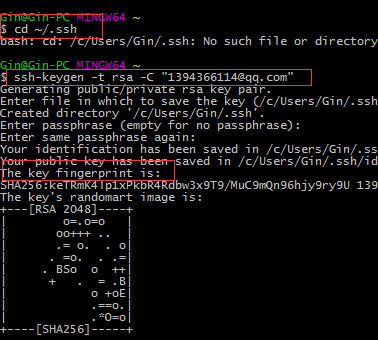 Gin@Gin-PC MINGW64 ~
$ cd ~/.ssh
bash: cd: /c/Users/Gin/.ssh: No such file or directory
Gin@Gin-PC MINGW64 ~
$ ssh-keygen -t rsa -C "1394366114@qq.com"
Generating public/private rsa key pair.
Enter file in which to save the key (/c/Users/Gin/.ssh
Created directory '/c/Users/Gin/.ssh'.
Enter passphrase (empty for no passphrase):
Enter same passphrase again:
Your identification has been saved in /c/Users/Gin/.ss
Your public key has been saved in /c/Users/Gin/.ssh/id
The key fingerprint is:
SHA256:keTRmK4Tp1xPkbR4Rdbw3x9T9/MuC9mQn96hjy9ry9U 139
The key's randomart image is:
+---[RSA 2048]----+
| o=.o=o |
| oo+++ .. |
| .= o. . o|
| . =o. . .=|
| . BSo o ++|
| + . = .B|
| o +oE|
| .==o.|
| .*O=o|
+----[SHA256]-----+